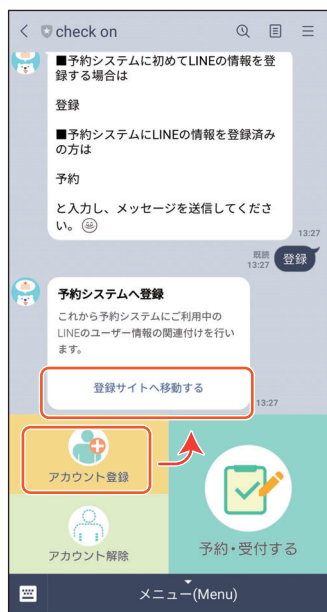 check on
■予約システムに初めてLINEの情報を登
録する場合は
登録
■予約システムにLINEの情報を登録済み
の方は
予約
と入力し、メッセージを送信してくださ
い。
13:27
既読
13:27
登録
予約システムへ登録
これから予約システムにご利用中の
LINEのユーザー情報の関連付けを行い
ます。
登録サイトへ移動する
13:27
アカウント登録
アカウント解除
予約・受付する
メニュー(Menu)